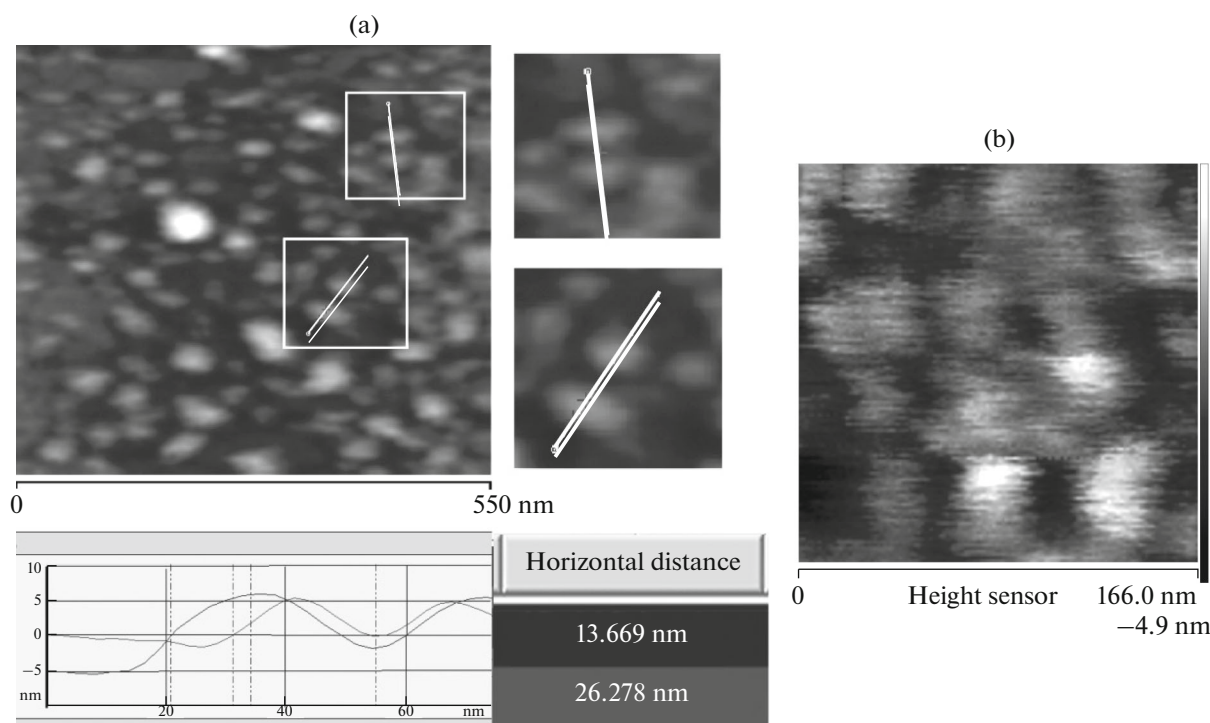 (a)
0 550 nm
10
5
0
−5
nm
20 40 60 nm
Horizontal distance
13.669 nm
26.278 nm
(b)
0 Height sensor 166.0 nm
−4.9 nm